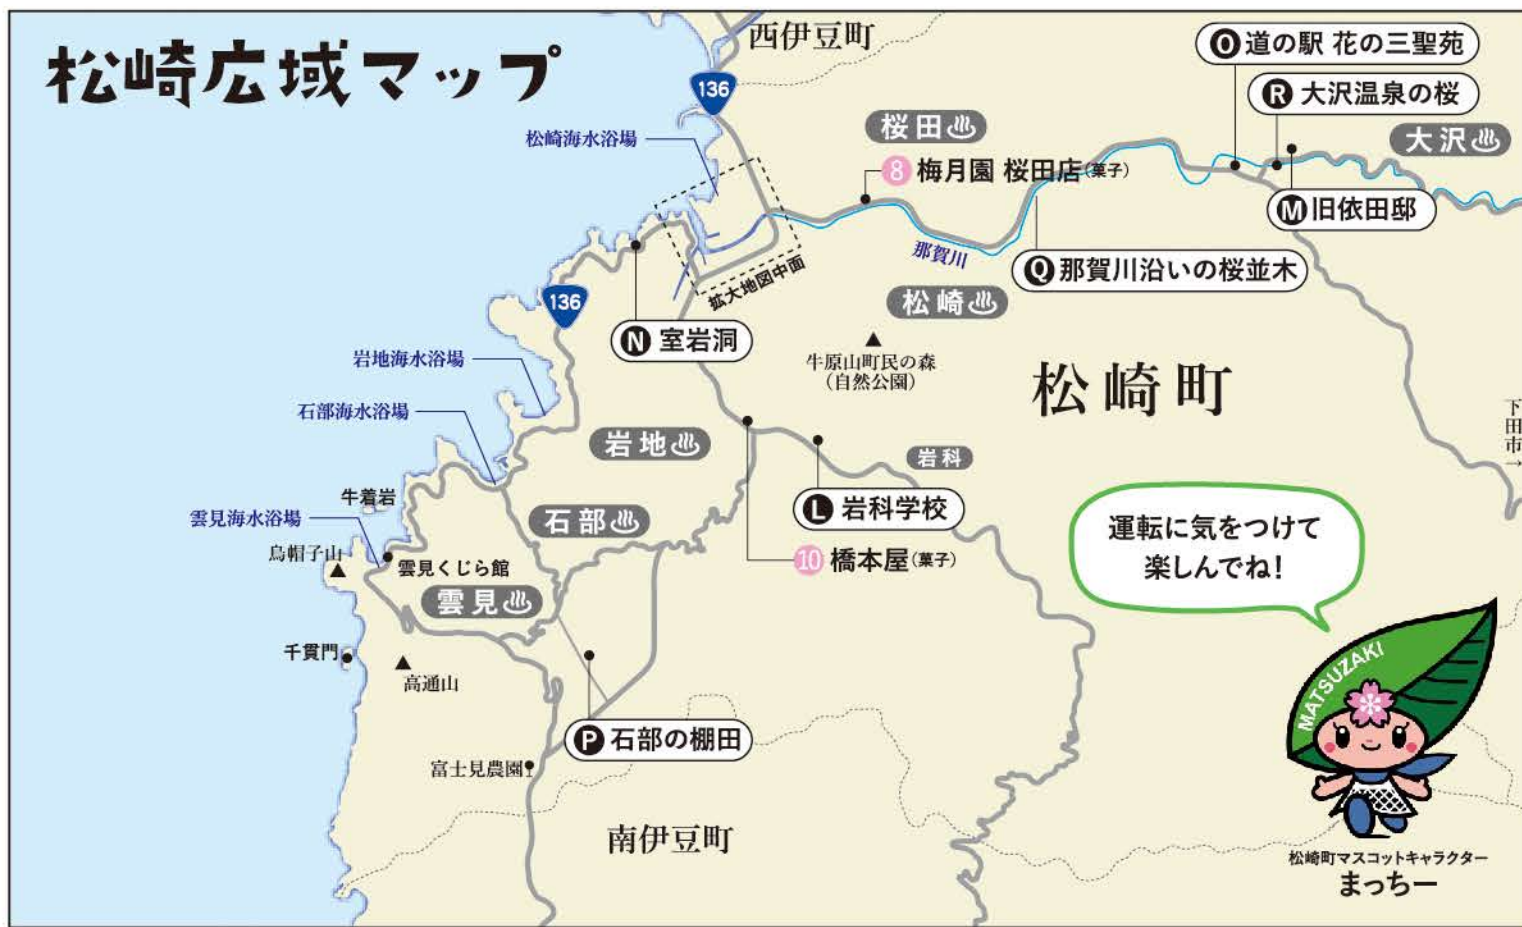 松崎広域マップ
西伊豆町
136
O 道の駅 花の三聖苑
R 大沢温泉の桜
松崎海水浴場
桜田
大沢
8 梅月園 桜田店(菓子)
M 旧依田邸
那賀川
Q 那賀川沿いの桜並木
拡大地図中面
136
松崎
N 室岩洞
岩地海水浴場
牛原山町民の森
(自然公園)
松崎町
石部海水浴場
下田市→
岩地
岩科
牛着岩
L 岩科学校
雲見海水浴場
石部
運転に気をつけて
楽しんでね!
烏帽子山
雲見くじら館
10 橋本屋(菓子)
雲見
千貫門
高通山
MATSUZAKI
P 石部の棚田
富士見農園
南伊豆町
松崎町マスコットキャラクター
まっちー